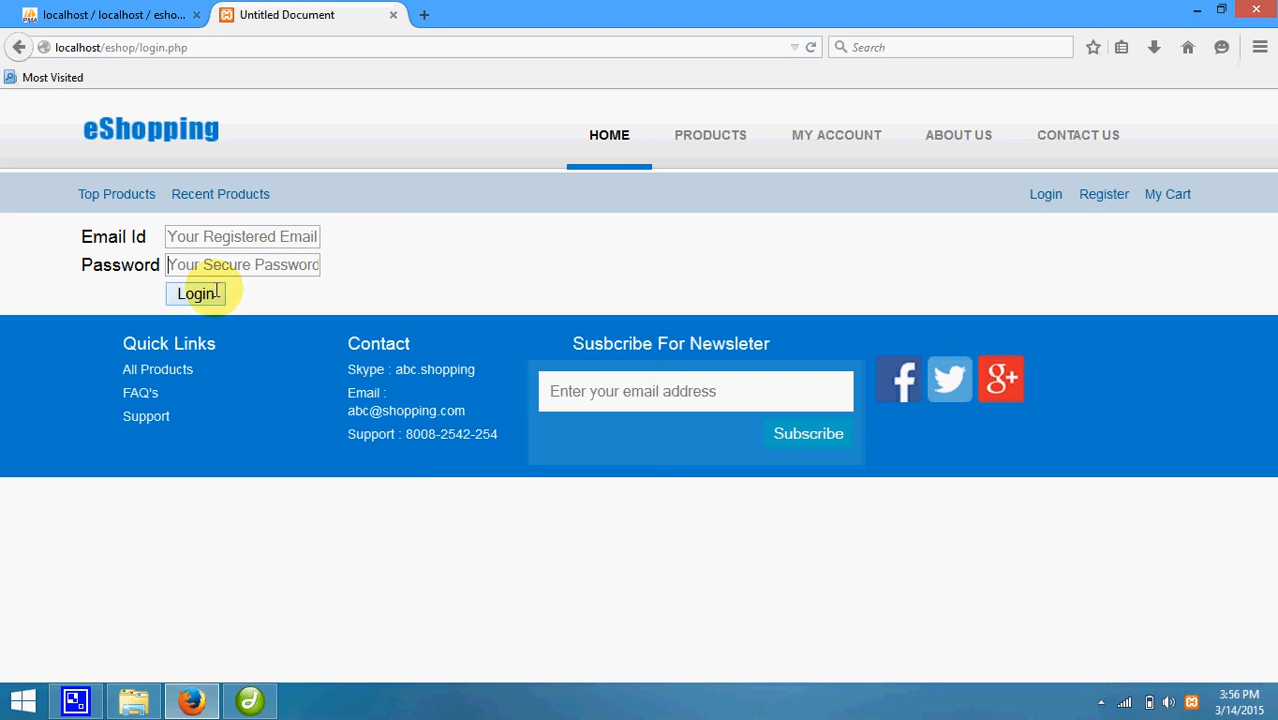 localhost / localhost / esho...
Untitled Document
localhost/eshop/login.php
Search
Most Visited
eShopping
HOME
PRODUCTS
MY ACCOUNT
ABOUT US
CONTACT US
Top Products
Recent Products
Login
Register
My Cart
Email Id
Your Registered Email
Password
Your Secure Password
Login
Quick Links
All Products
FAQ's
Support
Contact
Skype : abc.shopping
Email :
abc@shopping.com
Support : 8008-2542-254
Susbcribe For Newsleter
Enter your email address
Subscribe
3:56 PM
3/14/2015